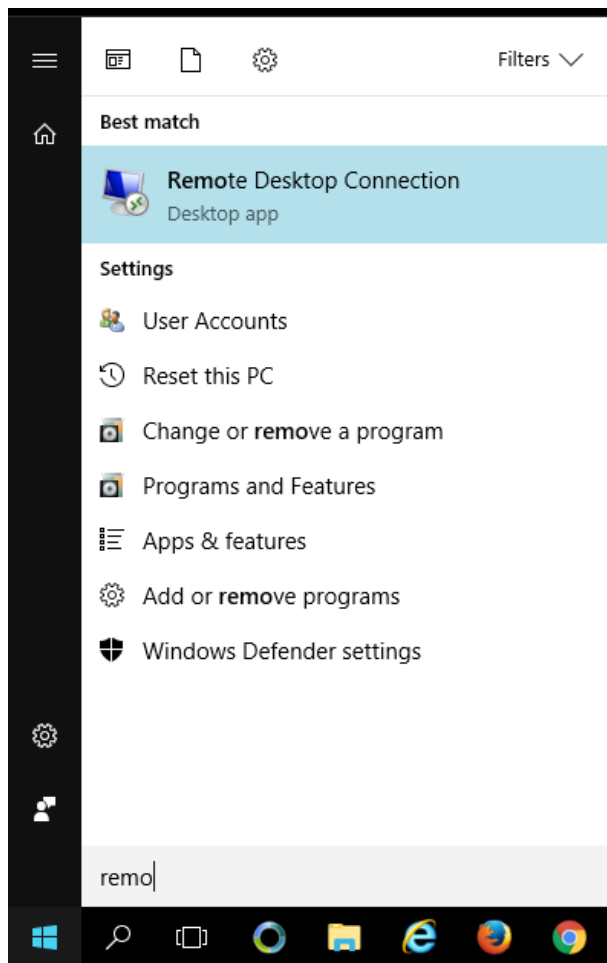 Filters
Best match
Remote Desktop Connection
Desktop app
Settings
User Accounts
Reset this PC
Change or remove a program
Programs and Features
Apps & features
Add or remove programs
Windows Defender settings
remo